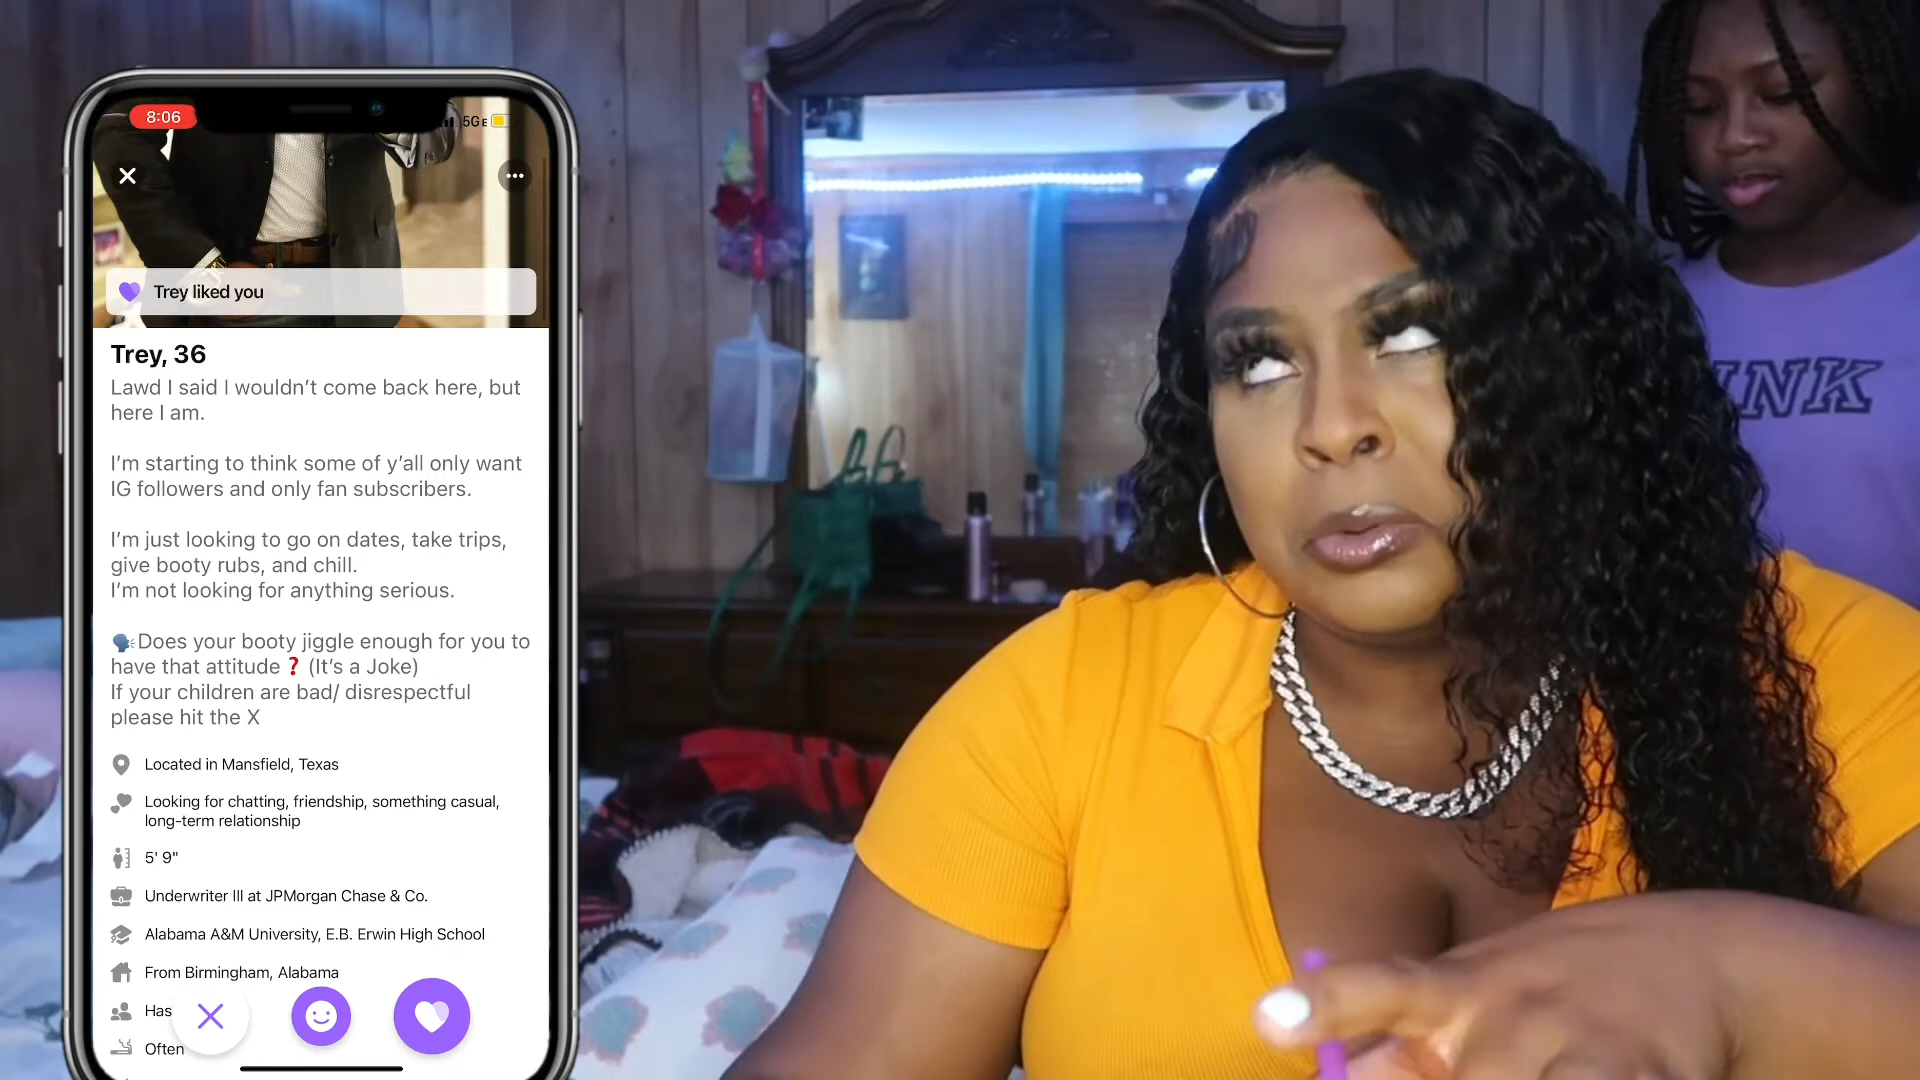 8:06
5GE
Trey liked you
Trey, 36
Lawd I said I wouldn't come back here, but
here I am.
I'm starting to think some of y'all only want
IG followers and only fan subscribers.
I'm just looking to go on dates, take trips,
give booty rubs, and chill.
I'm not looking for anything serious.
🗣️Does your booty jiggle enough for you to
have that attitude❓(It's a Joke)
If your children are bad/ disrespectful
please hit the X
Located in Mansfield, Texas
Looking for chatting, friendship, something casual,
long-term relationship
5' 9"
Underwriter III at JPMorgan Chase & Co.
Alabama A&M University, E.B. Erwin High School
From Birmingham, Alabama
Has
Often
INK